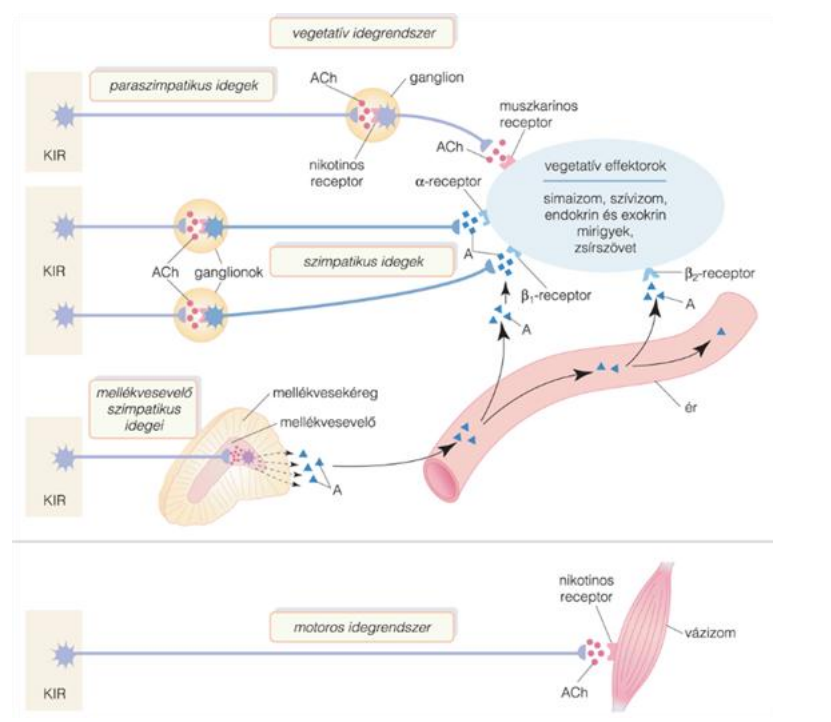 vegetatív idegrendszer
paraszimpatikus idegek
ACh
ganglion
KIR
nikotinos
receptor
muszkarinos
receptor
ACh
α-receptor
vegetatív effektorok
simaizom, szívizom,
endokrin és exokrin
mirigyek,
zsírszövet
KIR
ACh
ganglionok
szimpatikus idegek
A
β1-receptor
β2-receptor
A
A
mellékvesevelő
szimpatikus
idegei
mellékvesekéreg
mellékvesevelő
ér
A
KIR
nikotinos
receptor
motoros idegrendszer
vázizom
ACh
KIR